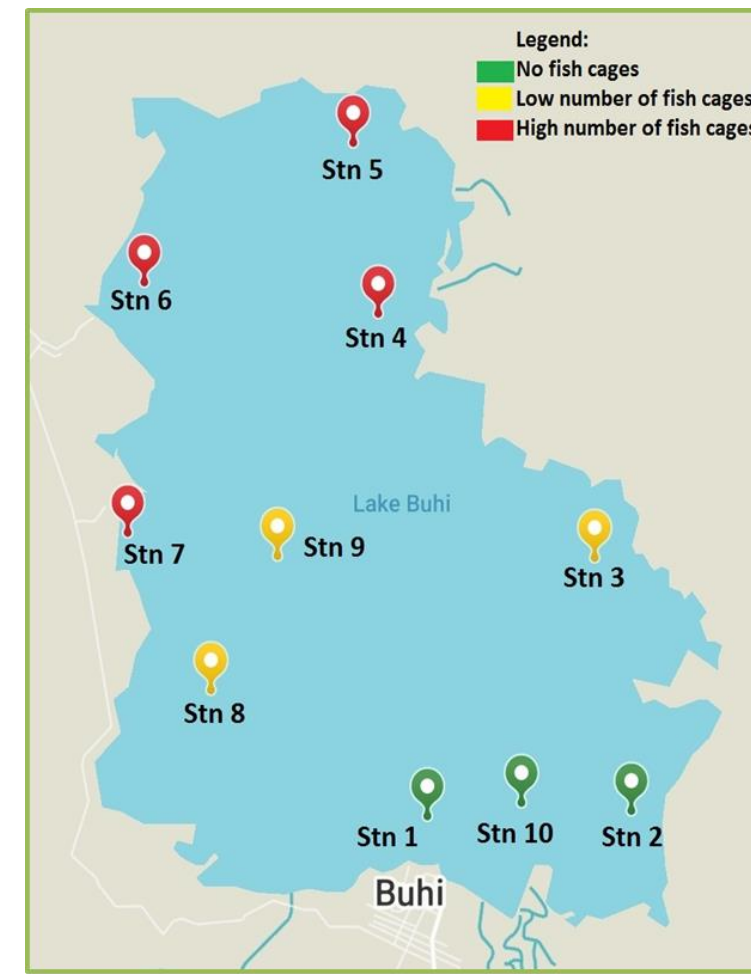 Legend:
No fish cages
Low number of fish cages
High number of fish cages
Stn 5
Stn 6
Stn 4
Lake Buhi
Stn 7
Stn 9
Stn 3
Stn 8
Stn 1
Stn 10
Stn 2
Buhi